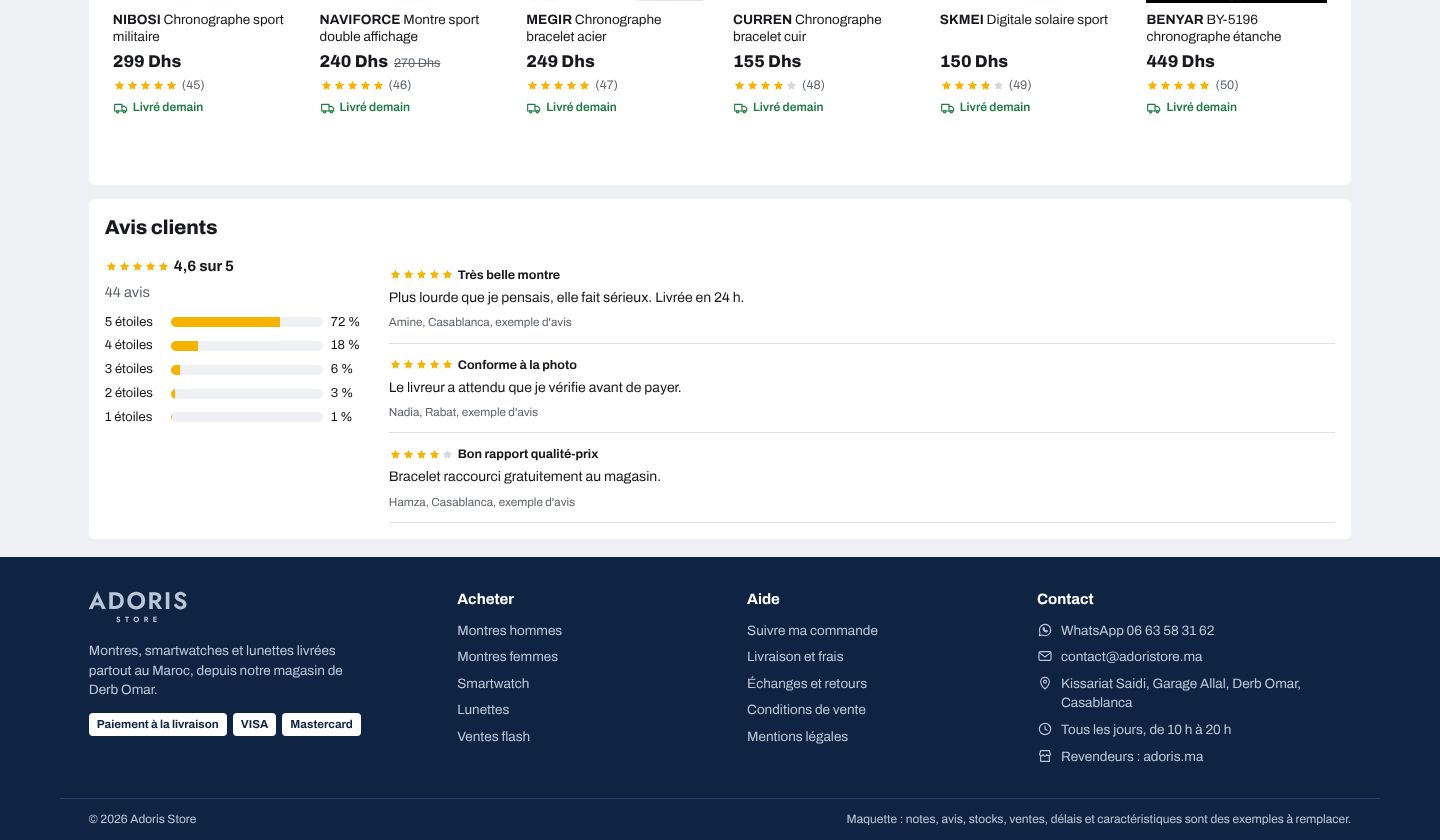 NIBOSI Chronographe sport
militaire
299 Dhs
(45)
Livré demain
NAVIFORCE Montre sport
double affichage
240 Dhs 270 Dhs
(46)
Livré demain
MEGIR Chronographe
bracelet acier
249 Dhs
(47)
Livré demain
CURREN Chronographe
bracelet cuir
155 Dhs
(48)
Livré demain
SKMEI Digitale solaire sport
150 Dhs
(49)
Livré demain
BENYAR BY-5196
chronographe étanche
449 Dhs
(50)
Livré demain
Avis clients
4,6 sur 5
44 avis
5 étoiles 72 %
4 étoiles 18 %
3 étoiles 6 %
2 étoiles 3 %
1 étoiles 1 %
Très belle montre
Plus lourde que je pensais, elle fait sérieux. Livrée en 24 h.
Amine, Casablanca, exemple d'avis
Conforme à la photo
Le livreur a attendu que je vérifie avant de payer.
Nadia, Rabat, exemple d'avis
Bon rapport qualité-prix
Bracelet raccourci gratuitement au magasin.
Hamza, Casablanca, exemple d'avis
ADORIS
STORE
Montres, smartwatches et lunettes livrées
partout au Maroc, depuis notre magasin de
Derb Omar.
Paiement à la livraison VISA Mastercard
Acheter
Montres hommes
Montres femmes
Smartwatch
Lunettes
Ventes flash
Aide
Suivre ma commande
Livraison et frais
Échanges et retours
Conditions de vente
Mentions légales
Contact
WhatsApp 06 63 58 31 62
contact@adoristore.ma
Kissariat Saidi, Garage Allal, Derb Omar,
Casablanca
Tous les jours, de 10 h à 20 h
Revendeurs : adoris.ma
© 2026 Adoris Store
Maquette : notes, avis, stocks, ventes, délais et caractéristiques sont des exemples à remplacer.